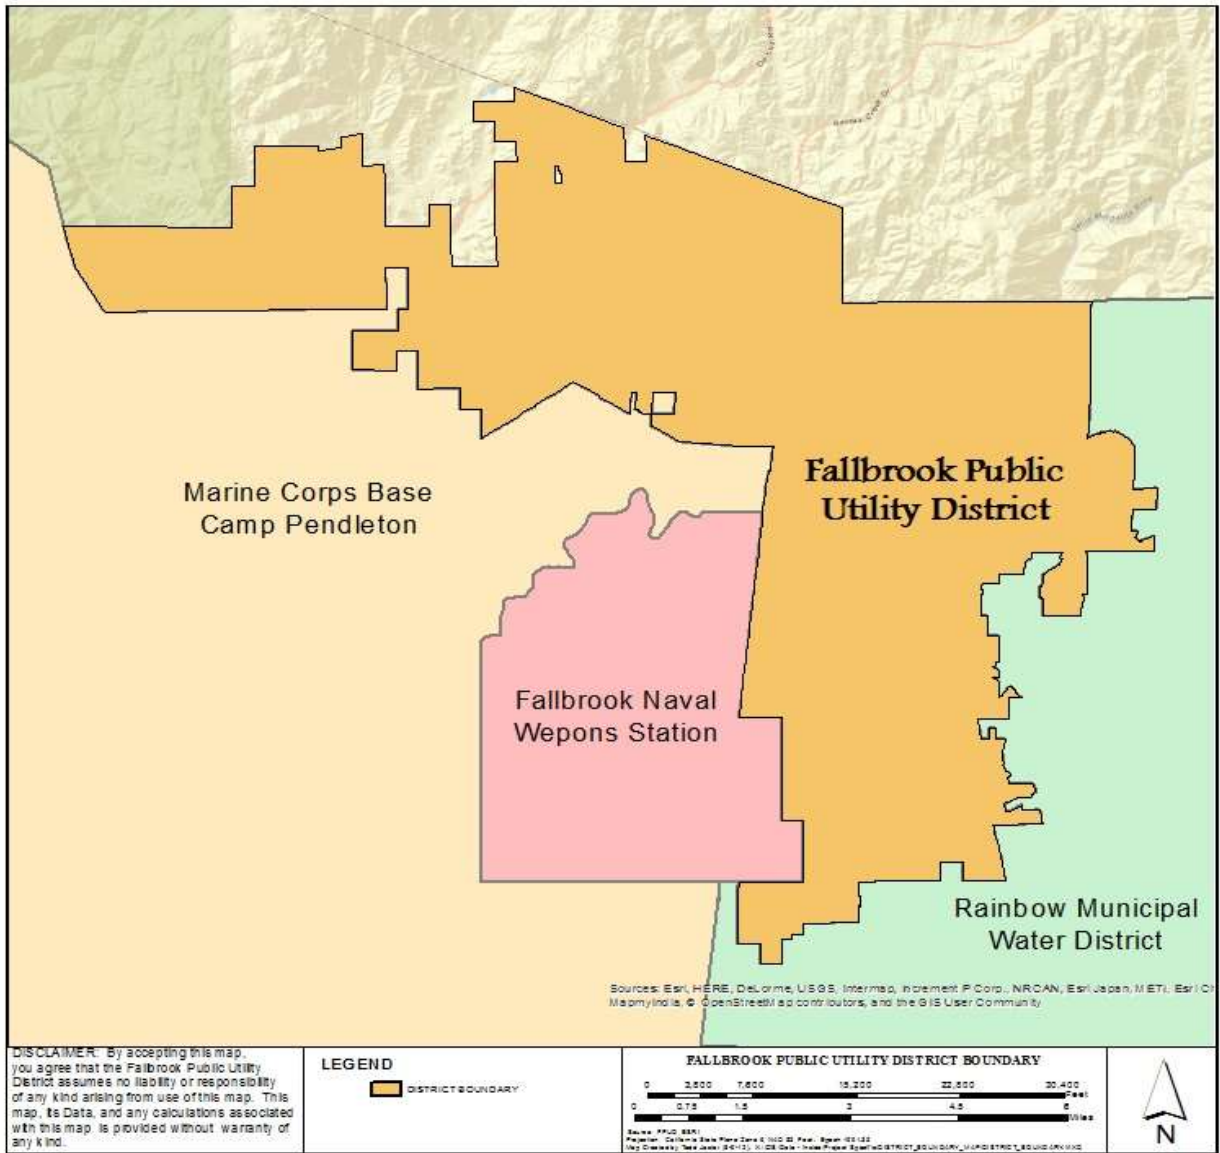 Marine Corps Base
Camp Pendleton
Fallbrook Public
Utility District
Fallbrook Naval
Wepons Station
Rainbow Municipal
Water District
Sources: Esri, HERE, DeLorme, USGS, Intermap, increment P Corp., NRCAN, Esri Japan, METI, Esri Ch
MapmyIndia, © OpenStreetMap contributors, and the GIS User Community
DISCLAIMER: By accepting this map,
you agree that the Fallbrook Public Utility
District assumes no liability or responsibility
of any kind arising from use of this map. This
map, its Data, and any calculations associated
with this map is provided without warranty of
any kind.
LEGEND
DISTRICT BOUNDARY
FALLBROOK PUBLIC UTILITY DISTRICT BOUNDARY
0 7,600 15,200 30,400
Feet
0 0.75 1.5 3 4.5 6
Miles
N